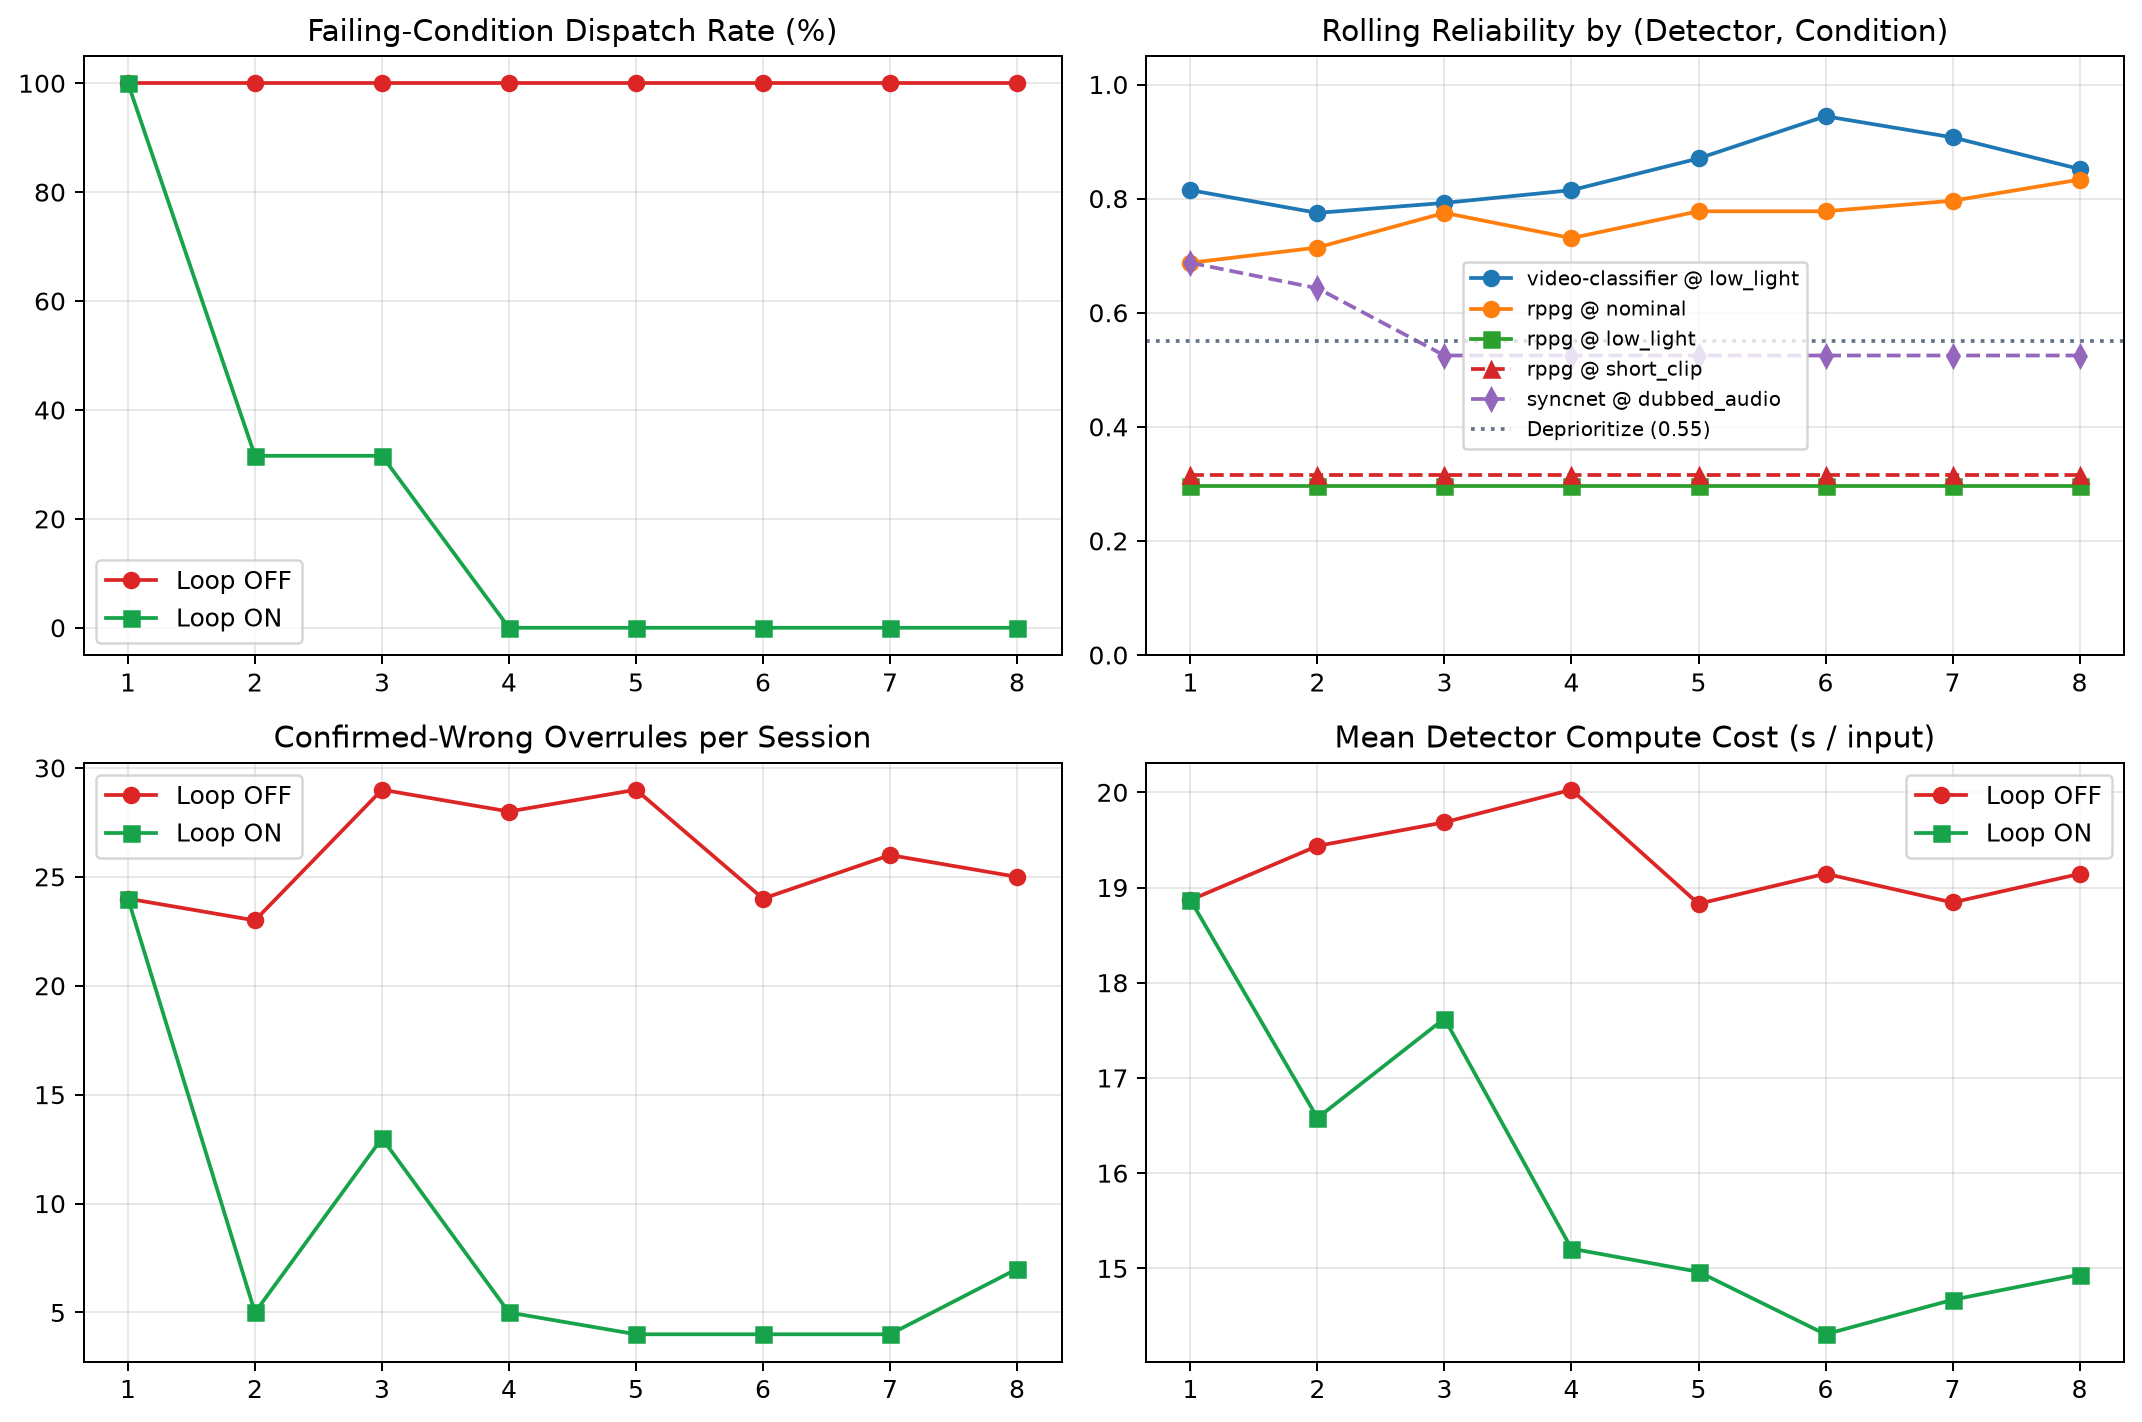 Failing-Condition Dispatch Rate (%)
100
80
60
40
20
0
Loop OFF
Loop ON
1 2 3 4 5 6 7 8
Rolling Reliability by (Detector, Condition)
1.0
0.8
0.6
0.4
0.2
0.0
video-classifier @ low_light
rppg @ nominal
rppg @ low_light
rppg @ short_clip
syncnet @ dubbed_audio
Deprioritize (0.55)
1 2 3 4 5 6 7 8
Confirmed-Wrong Overrules per Session
30
25
20
15
10
5
Loop OFF
Loop ON
1 2 3 4 5 6 7 8
Mean Detector Compute Cost (s / input)
20
19
18
17
16
15
Loop OFF
Loop ON
1 2 3 4 5 6 7 8